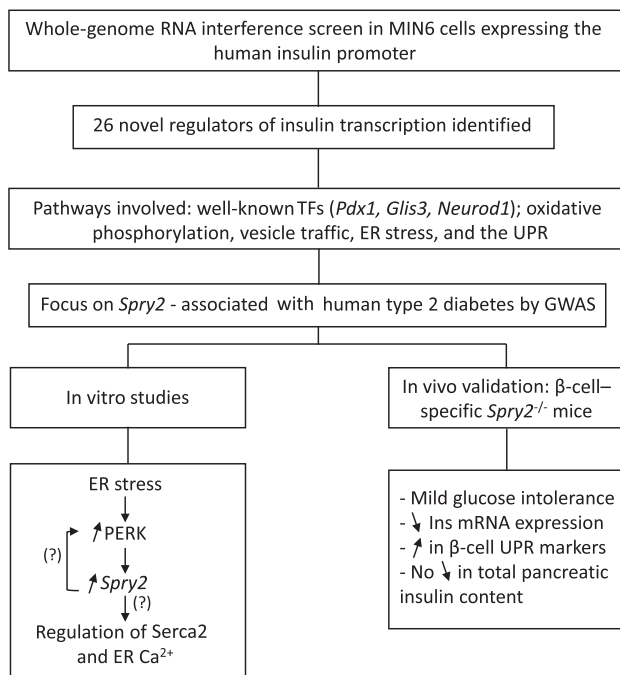 Whole-genome RNA interference screen in MIN6 cells expressing the
human insulin promoter
26 novel regulators of insulin transcription identified
Pathways involved: well-known TFs (Pdx1, Glis3, Neurod1); oxidative
phosphorylation, vesicle traffic, ER stress, and the UPR
Focus on Spry2 - associated with human type 2 diabetes by GWAS
In vitro studies
In vivo validation: β-cell–
specific Spry2⁻/⁻ mice
ER stress
↗PERK
(?)
↗Spry2
(?)
Regulation of Serca2
and ER Ca²⁺
- Mild glucose intolerance
- ↘ Ins mRNA expression
- ↗ in β-cell UPR markers
- No ↘ in total pancreatic
insulin content